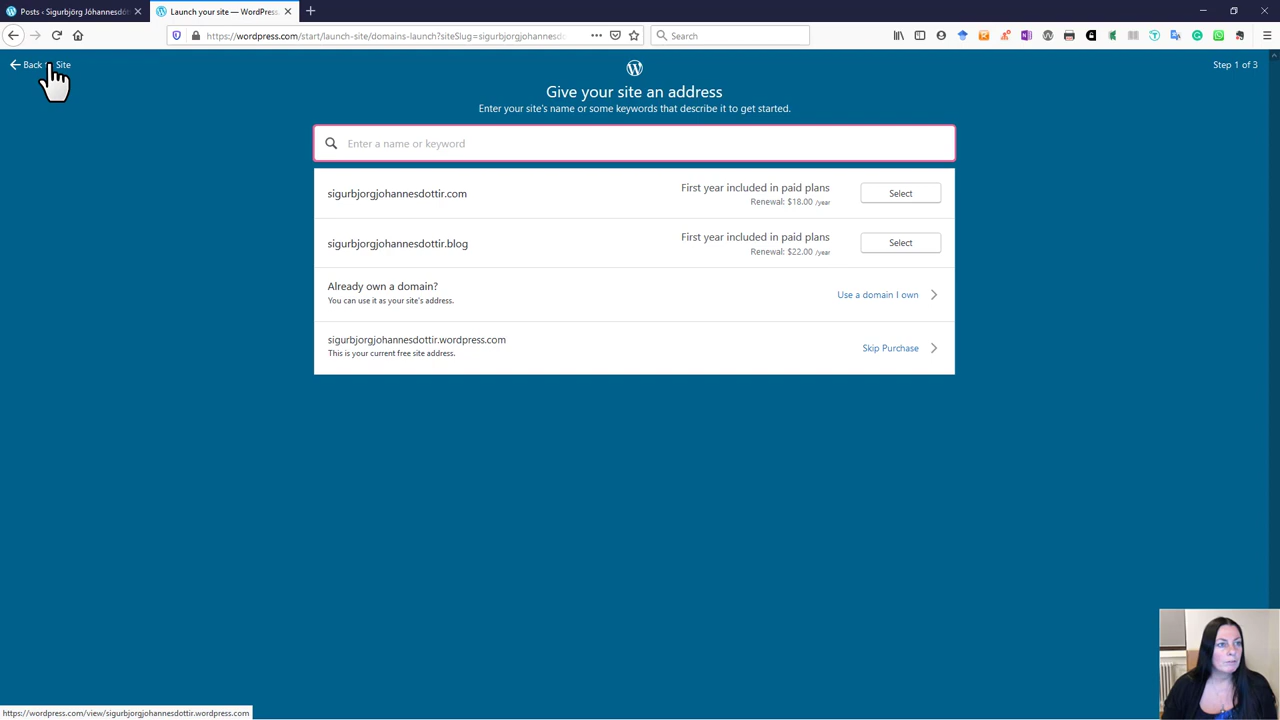 Posts ‹ Sigurbjörg Jóhannesdót
Launch your site — WordPress.
https://wordpress.com/start/launch-site/domains-launch?siteSlug=sigurbjorgjohannesdo
Search
Back Site
Step 1 of 3
Give your site an address
Enter your site's name or some keywords that describe it to get started.
Enter a name or keyword
sigurbjorgjohannesdottir.com
First year included in paid plans
Renewal: $18.00 /year
Select
sigurbjorgjohannesdottir.blog
First year included in paid plans
Renewal: $22.00 /year
Select
Already own a domain?
You can use it as your site's address.
Use a domain I own
sigurbjorgjohannesdottir.wordpress.com
This is your current free site address.
Skip Purchase
https://wordpress.com/view/sigurbjorgjohannesdottir.wordpress.com